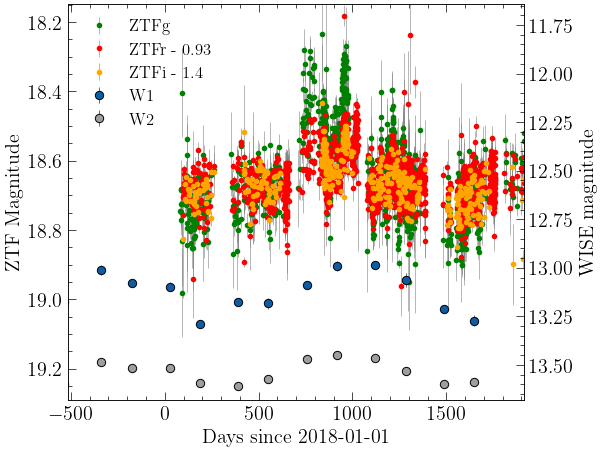 18.2
18.4
18.6
18.8
19.0
19.2
ZTF Magnitude
ZTFg
ZTFr - 0.93
ZTFi - 1.4
W1
W2
11.75
12.00
12.25
12.50
12.75
13.00
13.25
13.50
WISE magnitude
−500
0
500
1000
1500
Days since 2018-01-01